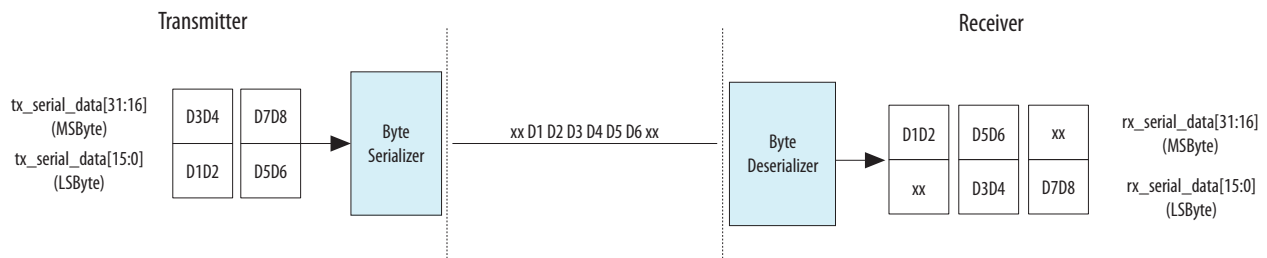 Transmitter
Receiver
tx_serial_data[31:16]
(MSByte)
tx_serial_data[15:0]
(LSByte)
D3D4
D7D8
D1D2
D5D6
Byte
Serializer
xx D1 D2 D3 D4 D5 D6 xx
Byte
Deserializer
D1D2
D5D6
xx
xx
D3D4
D7D8
rx_serial_data[31:16]
(MSByte)
rx_serial_data[15:0]
(LSByte)